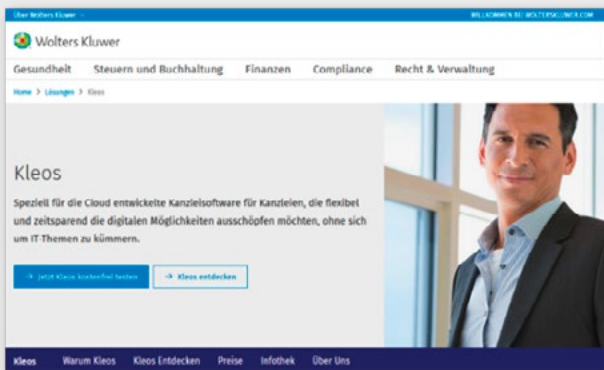 Über Wolters Kluwer
WILLKOMMEN BEI WOLTERSKLUWER.COM
Wolters Kluwer
Gesundheit Steuern und Buchhaltung Finanzen Compliance Recht & Verwaltung
Home > Lösungen > Kleos
Kleos
Speziell für die Cloud entwickelte Kanzleisoftware für Kanzleien, die flexibel
und zeitsparend die digitalen Möglichkeiten ausschöpfen möchten, ohne sich
um IT-Themen zu kümmern.
→ Jetzt Kleos kostenfrei testen → Kleos entdecken
Kleos Warum Kleos Kleos Entdecken Preise Infothek Über Uns